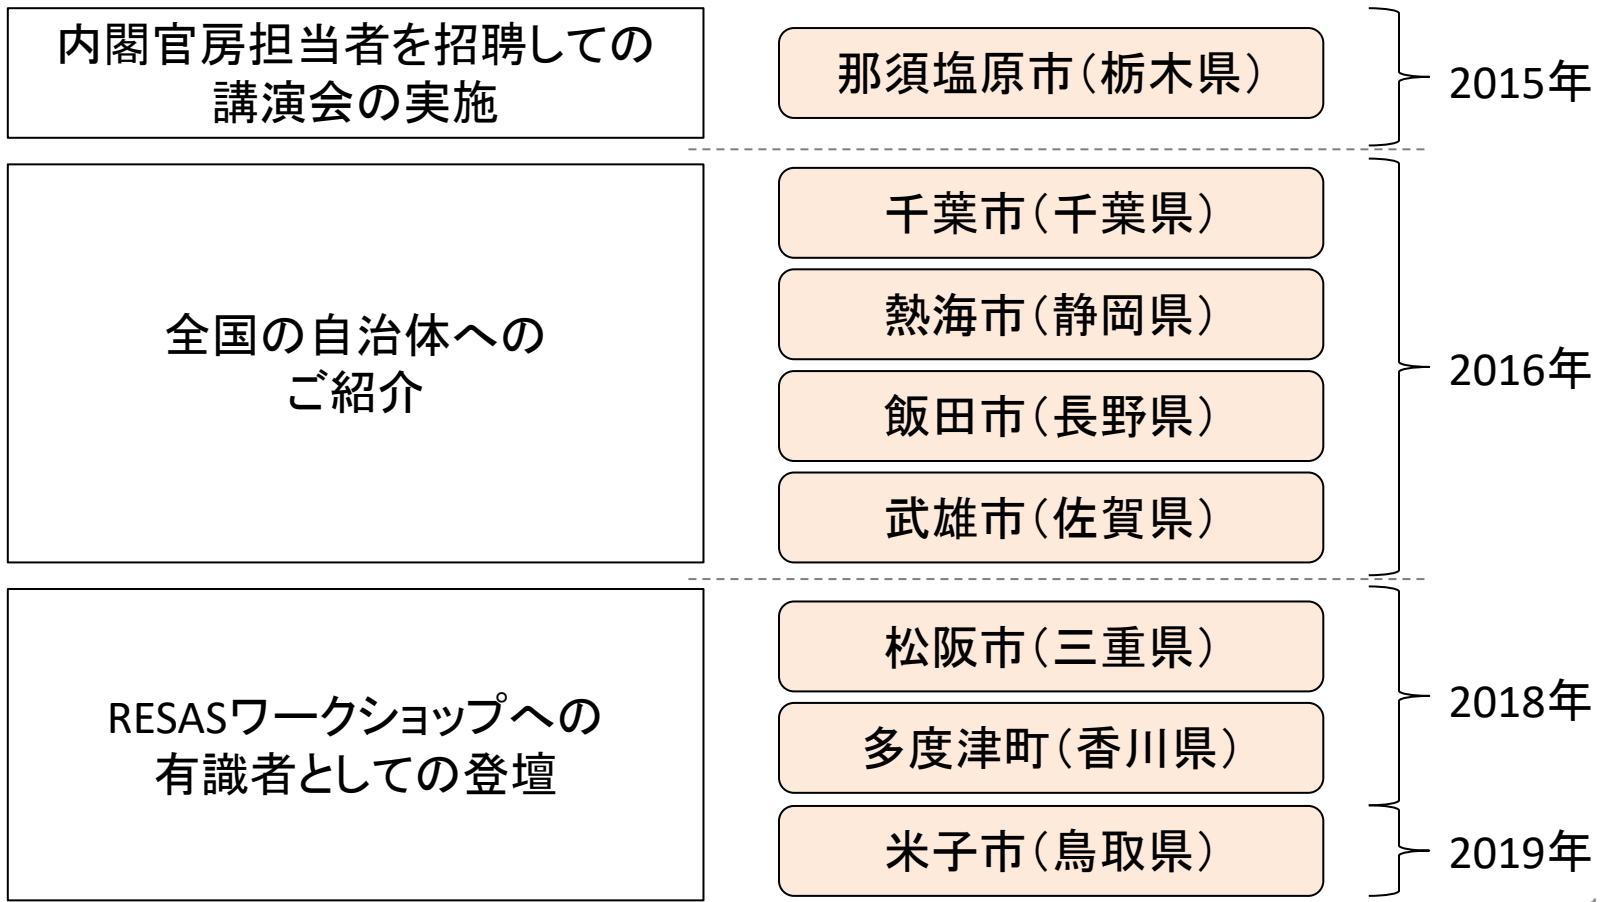 内閣官房担当者を招聘しての
講演会の実施
那須塩原市（栃木県）
2015年
全国の自治体への
ご紹介
千葉市（千葉県）
熱海市（静岡県）
飯田市（長野県）
武雄市（佐賀県）
2016年
RESASワークショップへの
有識者としての登壇
松阪市（三重県）
多度津町（香川県）
2018年
米子市（鳥取県）
2019年